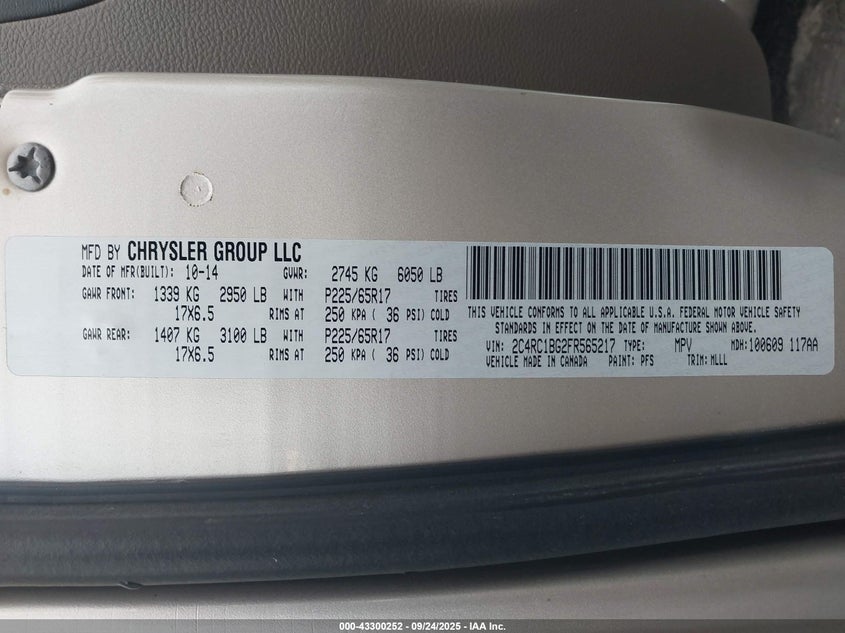 MFD BY CHRYSLER GROUP LLC
DATE OF MFR(BUILT): 10-14 GVWR: 2745 KG 6050 LB
GAWR FRONT: 1339 KG 2950 LB WITH P225/65R17 TIRES
17X6.5 RIMS AT 250 KPA ( 36 PSI) COLD
GAWR REAR: 1407 KG 3100 LB WITH P225/65R17 TIRES
17X6.5 RIMS AT 250 KPA ( 36 PSI) COLD
THIS VEHICLE CONFORMS TO ALL APPLICABLE U.S.A. FEDERAL MOTOR VEHICLE SAFETY
STANDARDS IN EFFECT ON THE DATE OF MANUFACTURE SHOWN ABOVE.
VIN: 2C4RC1BG2FR565217 TYPE: MPV MDH: 100609 117AA
VEHICLE MADE IN CANADA PAINT: PFS TRIM: MLLL
000-43300252 - 09/24/2025 - IAA Inc.